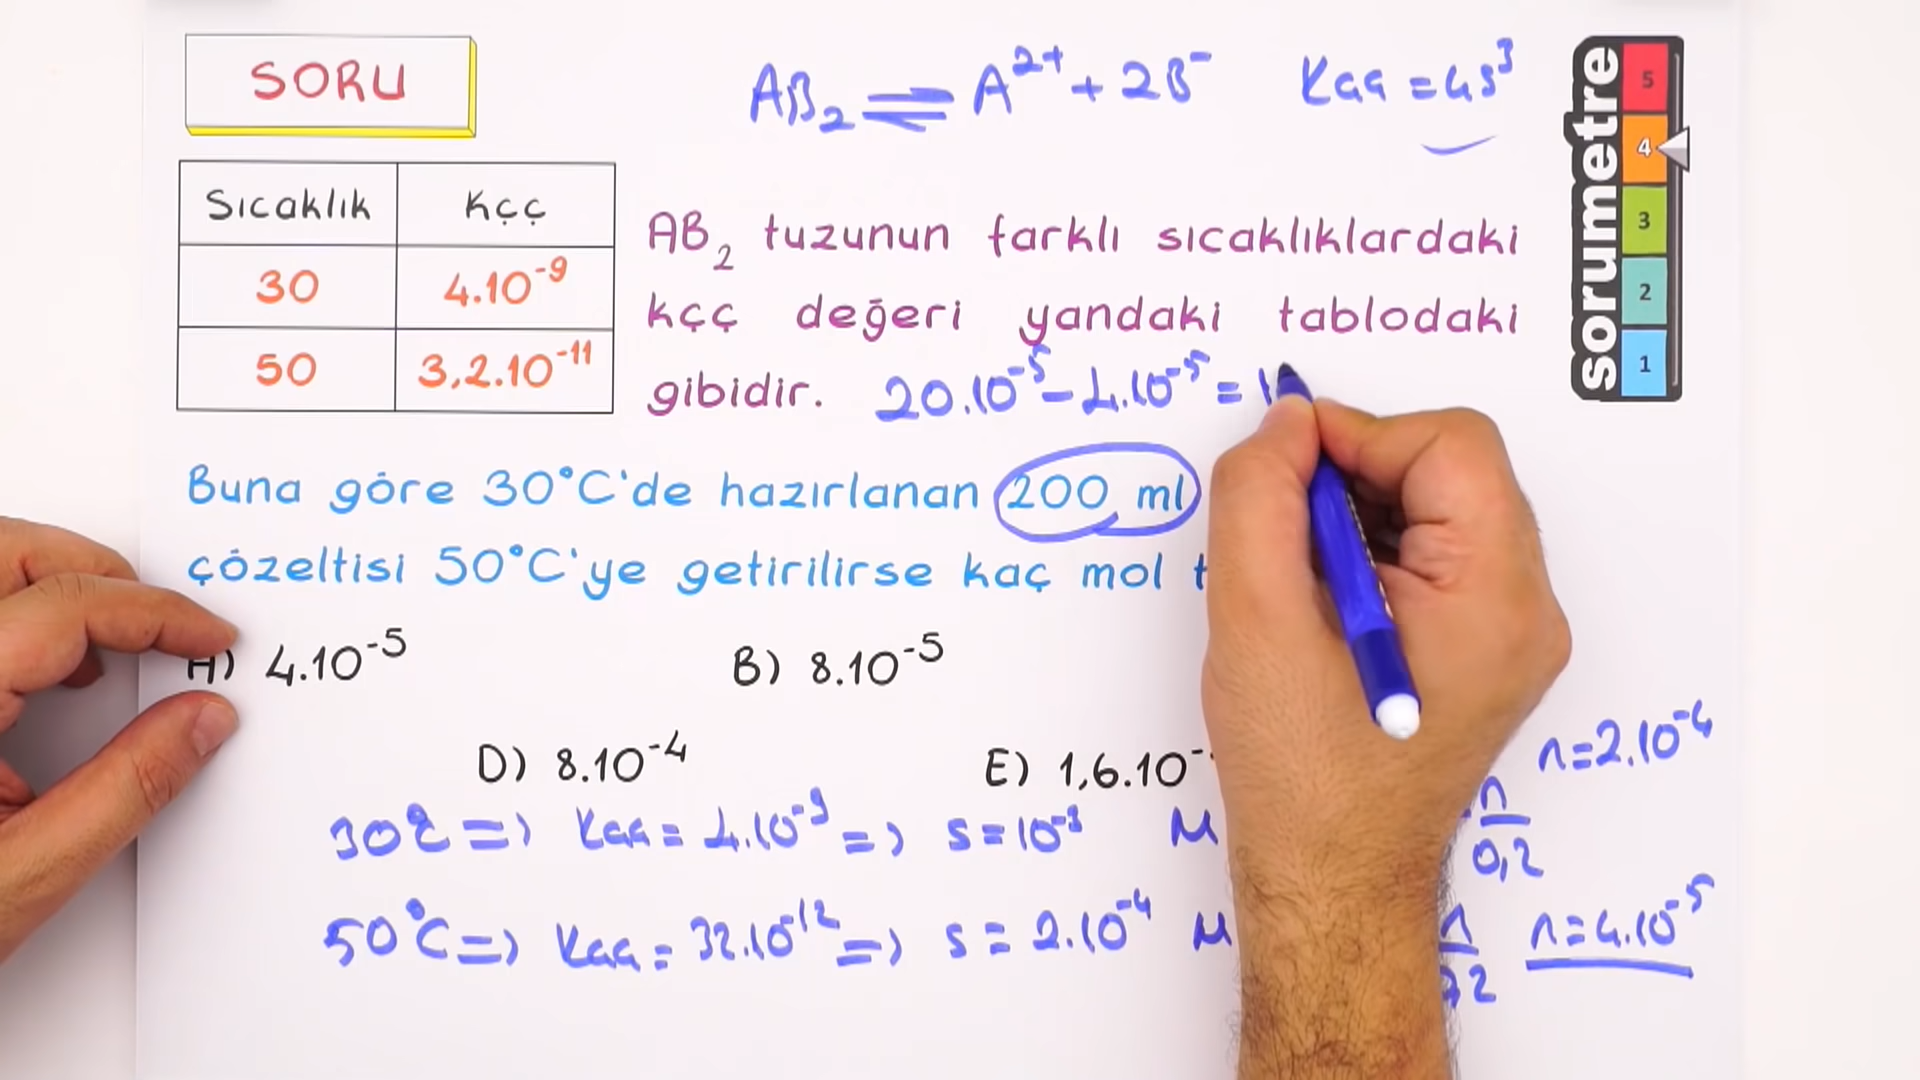 SORU
AB₂ ⇌ A²⁺ + 2B⁻ Kçç = 4s³
Sıcaklık Kçç
30 4.10⁻⁹
50 3,2.10⁻¹¹
AB₂ tuzunun farklı sıcaklıklardaki
kçç değeri yandaki tablodaki
gibidir. 20.10⁻⁵ - 4.10⁻⁵ = 1
Buna göre 30°C'de hazırlanan 200 ml
çözeltisi 50°C'ye getirilirse kaç mol t
A) 4.10⁻⁵ B) 8.10⁻⁵
D) 8.10⁻⁴ E) 1,6.10⁻
30°C => Kçç = 4.10⁻⁹ => s = 10⁻³ M n/0,2 n=2.10⁻⁴
50°C => Kçç = 32.10⁻¹² => s = 2.10⁻⁴ M n/0,2 n=4.10⁻⁵
sorumetre
5
4
3
2
1